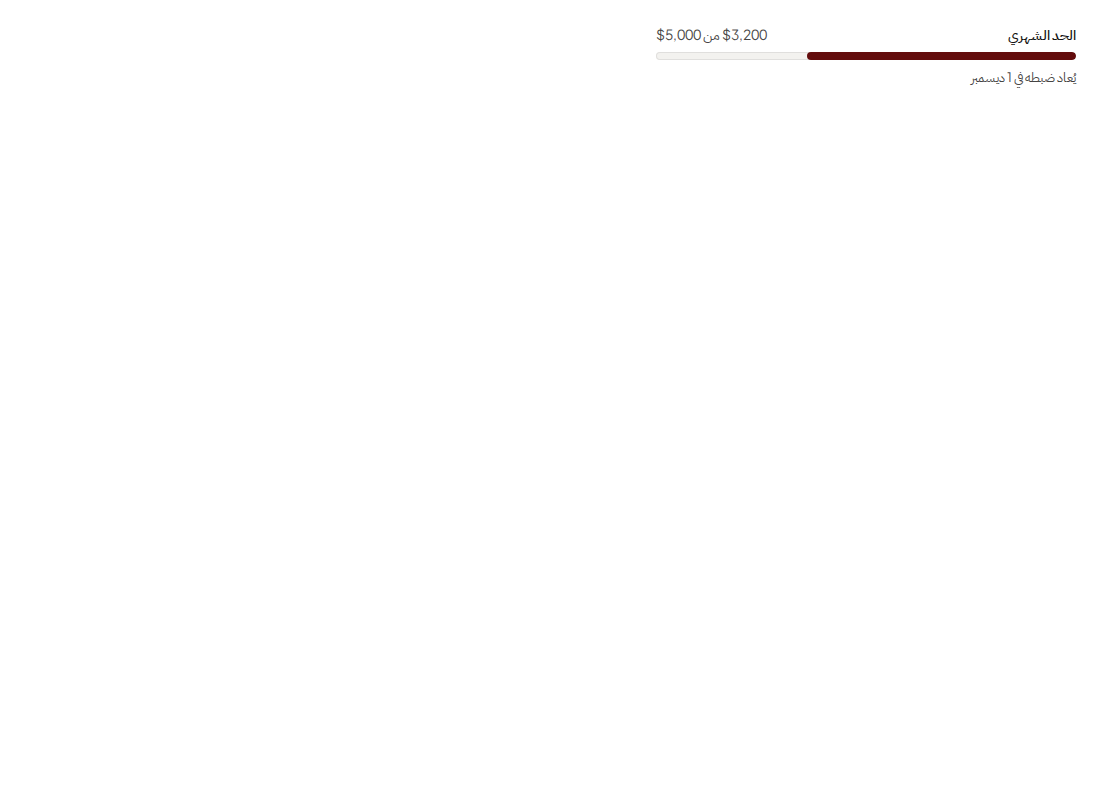 الحد الشهري
$3,200 من $5,000
يُعاد ضبطه في 1 ديسمبر